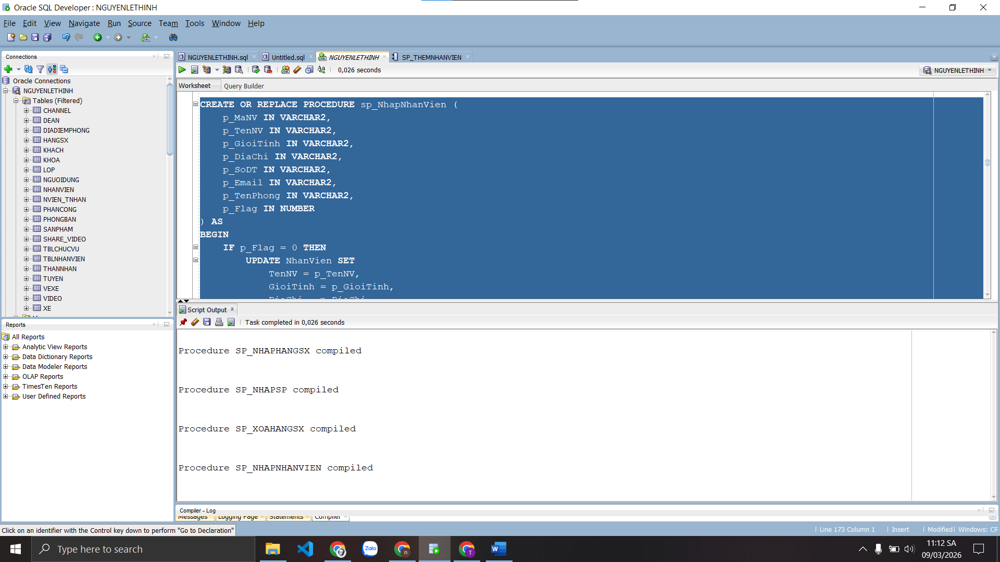 Oracle SQL Developer : NGUYENLETHINH
File Edit View Navigate Run Source Team Tools Window Help
Connections
Oracle Connections
NGUYENLETHINH
Tables (Filtered)
CHANNEL
DEAN
DIADIEMPHONG
HANGSX
KHACH
KHOA
LOP
NGUOIDUNG
NHANVIEN
NVIEN_TNHAN
PHANCONG
PHONGBAN
SANPHAM
SHARE_VIDEO
TBLCHUCVU
TBLNHANVIEN
THANNHAN
TUYEN
VEXE
VIDEO
XE
Reports
All Reports
Analytic View Reports
Data Dictionary Reports
Data Modeler Reports
OLAP Reports
TimesTen Reports
User Defined Reports
NGUYENLETHINH.sql Untitled.sql NGUYENLETHINH SP_THEMNHANVIEN
0,026 seconds
NGUYENLETHINH
Worksheet Query Builder
CREATE OR REPLACE PROCEDURE sp_NhapNhanVien (
p_MaNV IN VARCHAR2,
p_TenNV IN VARCHAR2,
p_GioiTinh IN VARCHAR2,
p_DiaChi IN VARCHAR2,
p_SoDT IN VARCHAR2,
p_Email IN VARCHAR2,
p_TenPhong IN VARCHAR2,
p_Flag IN NUMBER
) AS
BEGIN
IF p_Flag = 0 THEN
UPDATE NhanVien SET
TenNV = p_TenNV,
GioiTinh = p_GioiTinh,
Script Output
Task completed in 0,026 seconds
Procedure SP_NHAPHANGSX compiled
Procedure SP_NHAPSP compiled
Procedure SP_XOAHANGSX compiled
Procedure SP_NHAPNHANVIEN compiled
Compiler - Log
Messages Logging Page Statements Compiler
Click on an identifier with the Control key down to perform "Go to Declaration"
Line 173 Column 1 Insert Modified Windows: CR
Type here to search
Zalo
11:12 SA
09/03/2026